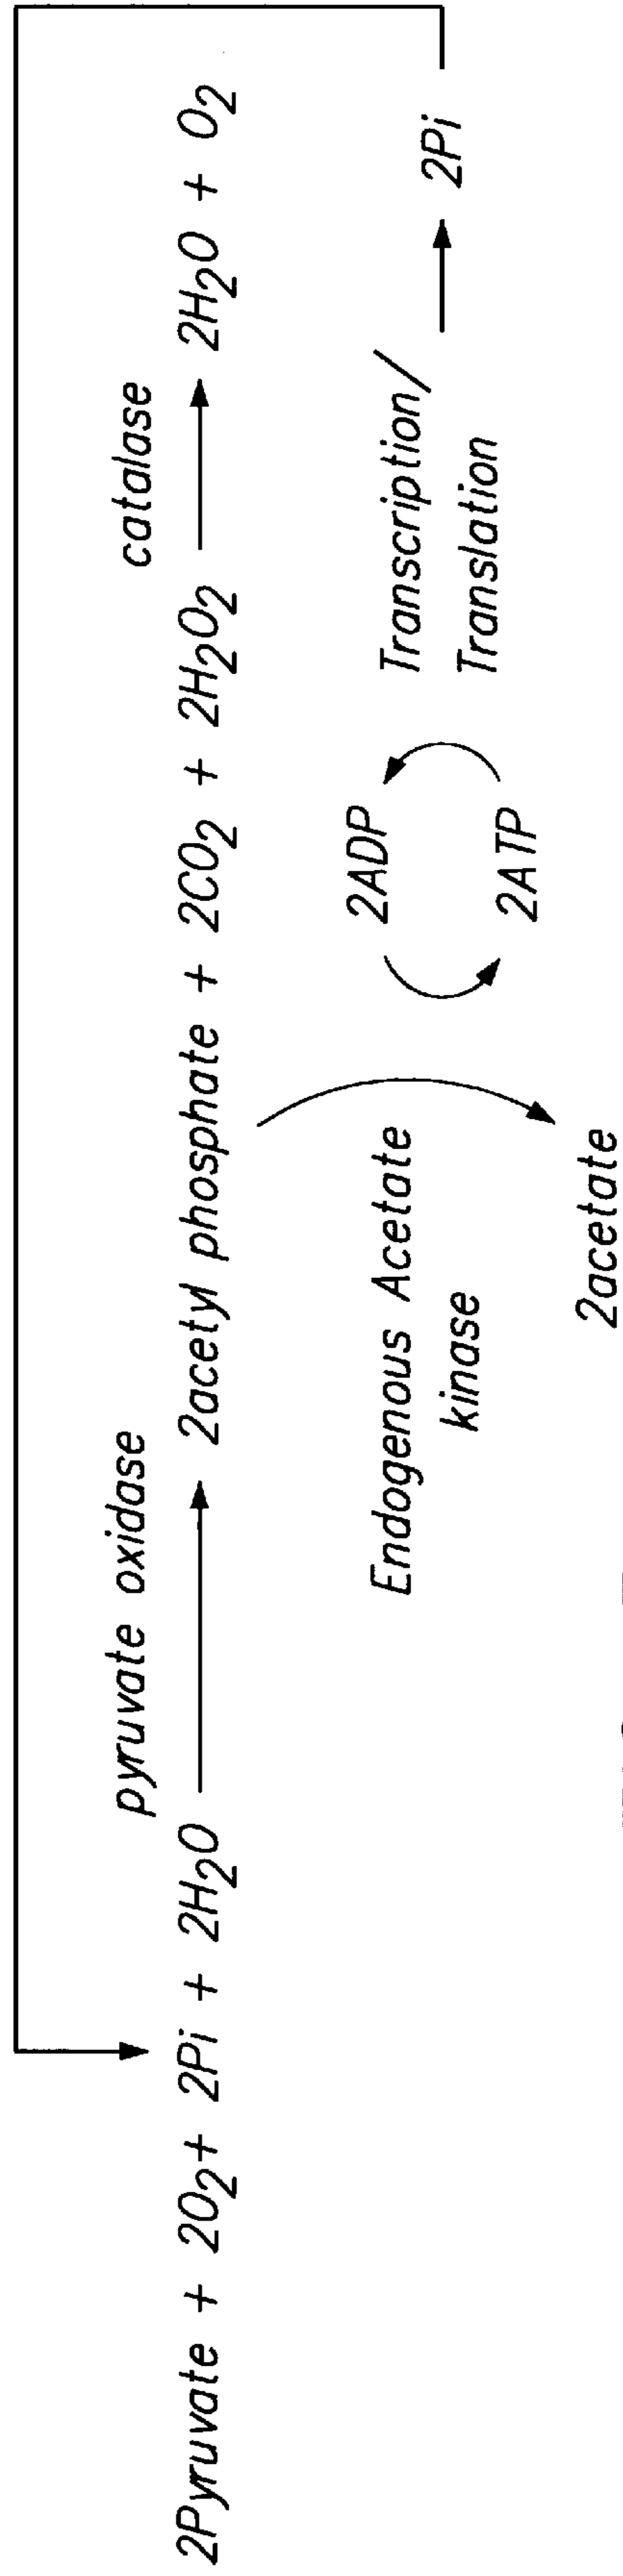 pyruvate oxidase
catalase
2Pyruvate + 2O2+ 2Pi + 2H2O → 2acetyl phosphate + 2CO2 + 2H2O2 → 2H2O + O2
Endogenous Acetate
kinase
2ADP
2ATP
Transcription/
Translation
→ 2Pi
2acetate